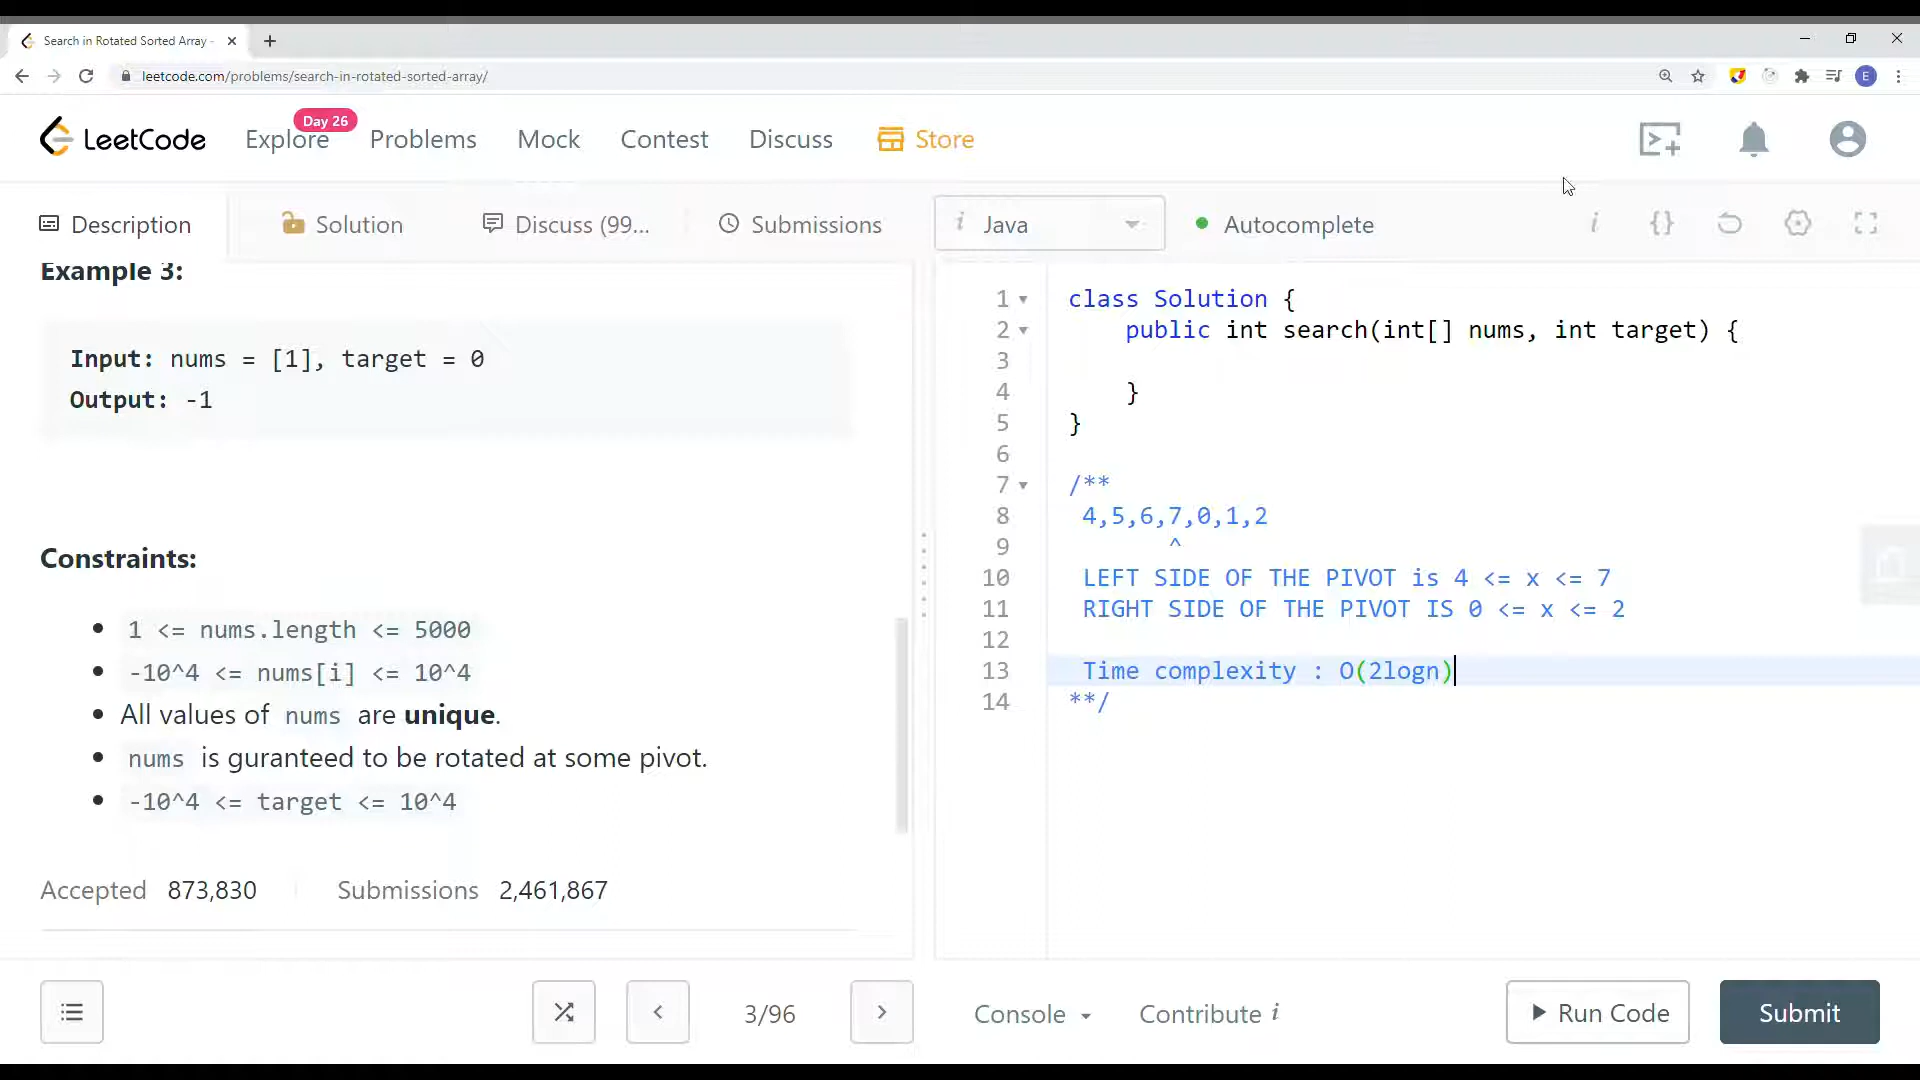 Search in Rotated Sorted Array -
leetcode.com/problems/search-in-rotated-sorted-array/
E
LeetCode
Explore
Day 26
Problems
Mock
Contest
Discuss
Store
Description
Solution
Discuss (99...
Submissions
i Java
Autocomplete
i {}
Example 3:
Input: nums = [1], target = 0
Output: -1
Constraints:
1 <= nums.length <= 5000
-10^4 <= nums[i] <= 10^4
All values of nums are unique.
nums is guranteed to be rotated at some pivot.
-10^4 <= target <= 10^4
Accepted 873,830
Submissions 2,461,867
1 class Solution {
2 public int search(int[] nums, int target) {
3
4 }
5 }
6
7 /**
8 4,5,6,7,0,1,2
9 ^
10 LEFT SIDE OF THE PIVOT is 4 <= x <= 7
11 RIGHT SIDE OF THE PIVOT IS 0 <= x <= 2
12
13 Time complexity : O(2logn)
14 **/
3/96
Console
Contribute i
Run Code
Submit